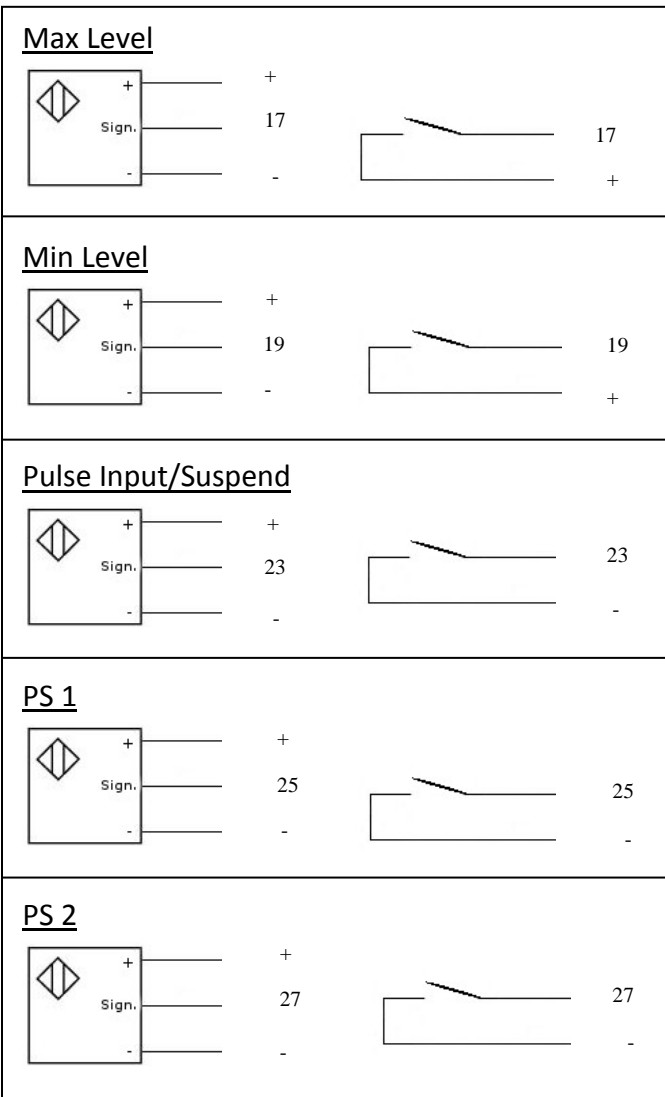 Max Level
+ +
Sign. 17 17
- -
+
Min Level
+ +
Sign. 19 19
- -
+
Pulse Input/Suspend
+ +
Sign. 23 23
- - -
PS 1
+ +
Sign. 25 25
- - -
PS 2
+ +
Sign. 27 27
- - -